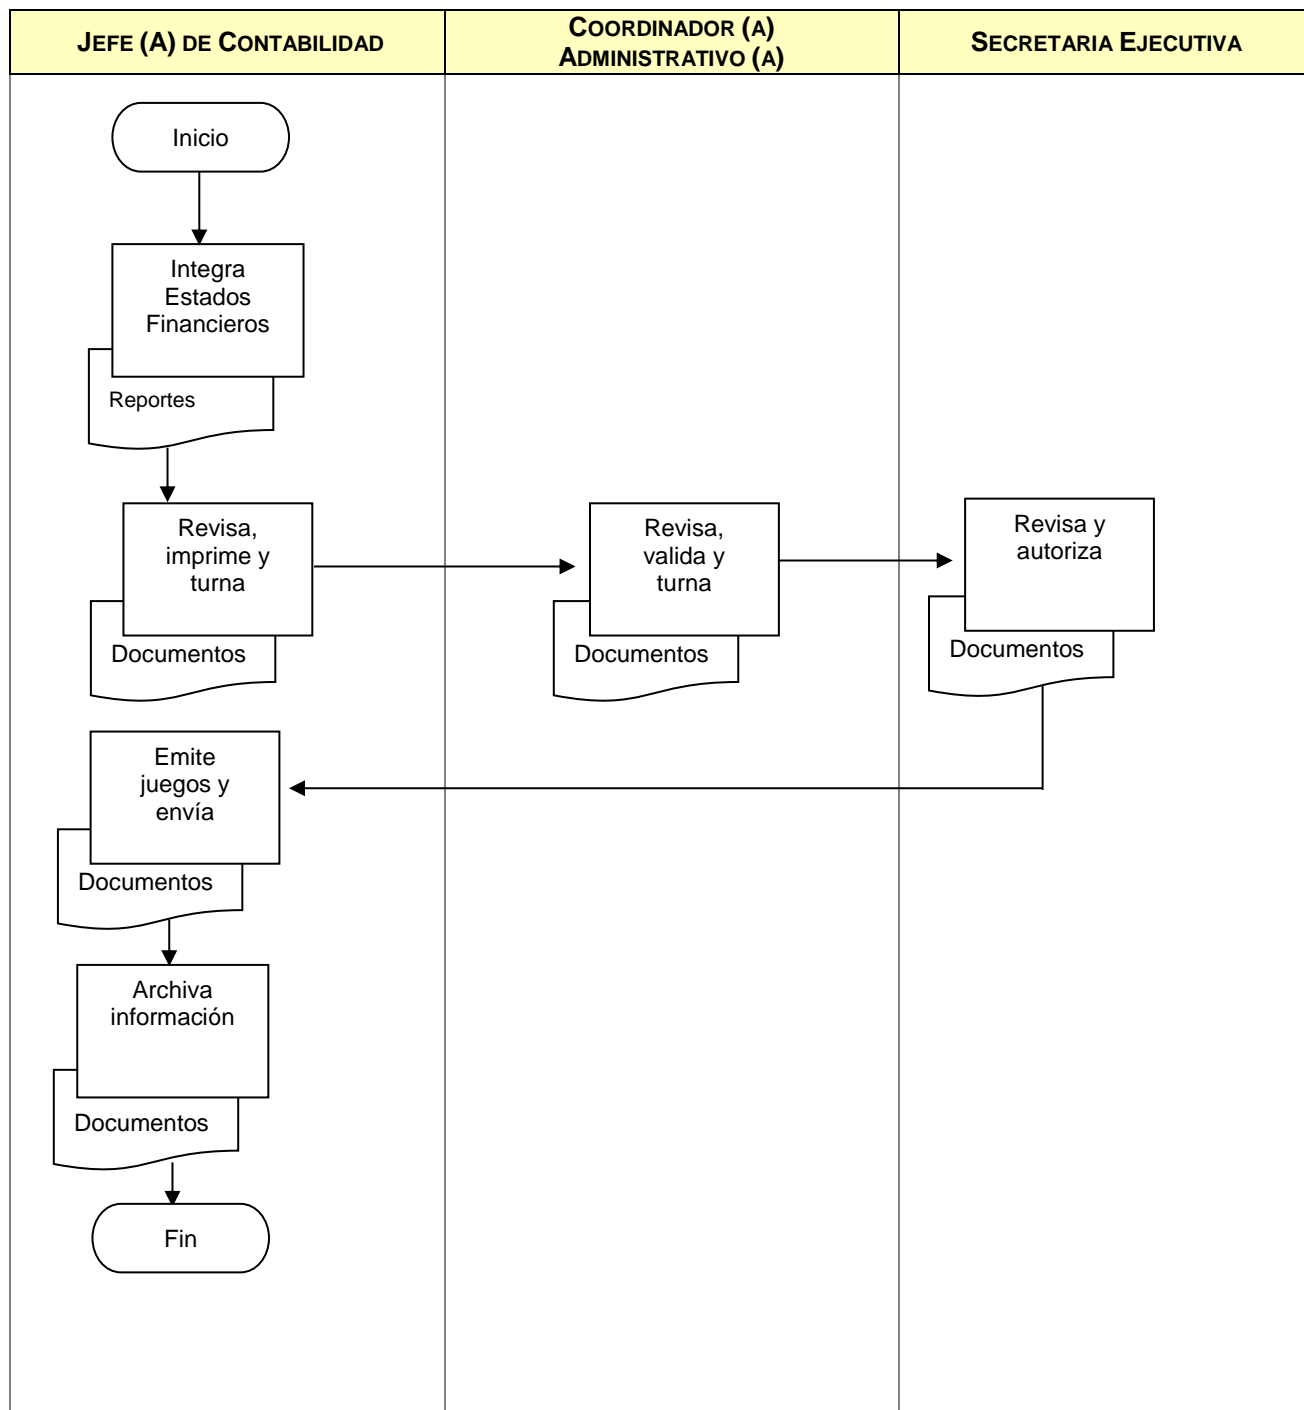 JEFE (A) DE CONTABILIDAD
COORDINADOR (A)
ADMINISTRATIVO (A)
SECRETARIA EJECUTIVA
Inicio
Integra
Estados
Financieros
Reportes
Revisa,
imprime y
turna
Documentos
Revisa,
valida y
turna
Documentos
Revisa y
autoriza
Documentos
Emite
juegos y
envía
Documentos
Archiva
información
Documentos
Fin